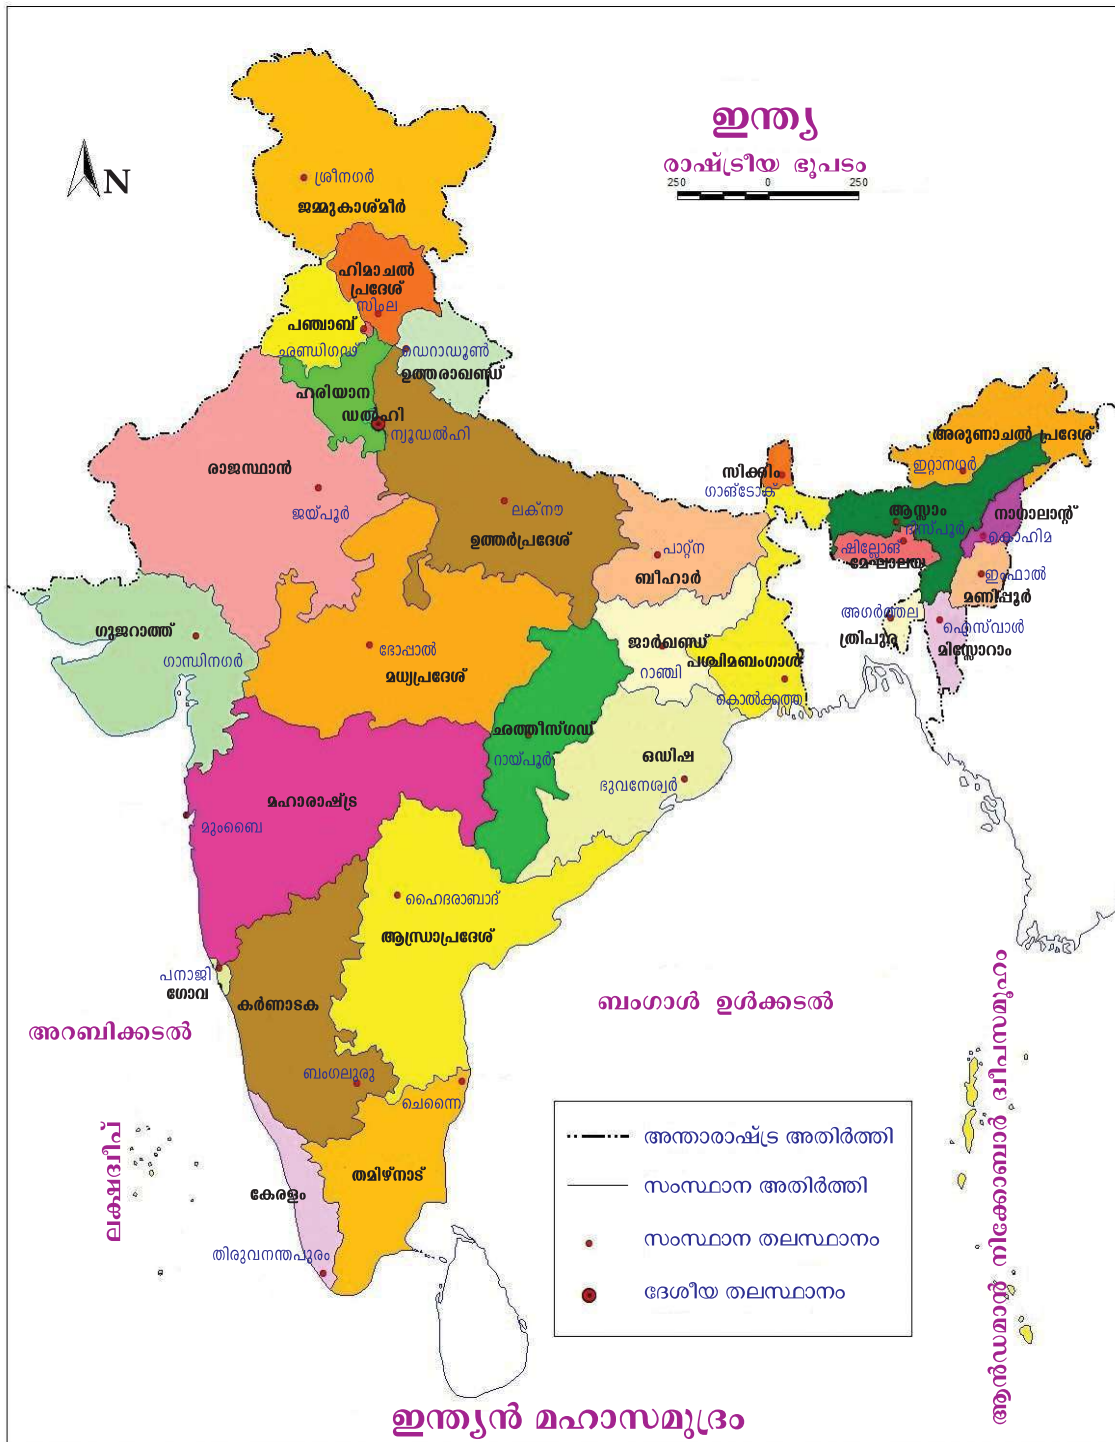 ഇന്ത്യ
രാഷ്ട്രീയ ഭൂപടം
250 0 250
N
ശ്രീനഗർ
ജമ്മുകാശ്മീർ
ഹിമാചൽ
പ്രദേശ്
സിംല
പഞ്ചാബ്
ഛണ്ഡിഗഢ്
ഡെറാഡൂൺ
ഉത്തരാഖണ്ഡ്
ഹരിയാന
ഡൽഹി
ന്യൂഡൽഹി
രാജസ്ഥാൻ
ജയ്പൂർ
ലക്നൗ
ഉത്തർപ്രദേശ്
സിക്കിം
ഗാങ്ടോക്
അരുണാചൽ പ്രദേശ്
ഇറ്റാനഗർ
ആസ്സാം
ദിസ്പൂർ
നാഗാലാന്റ്
കൊഹിമ
ഷില്ലോങ്
മേഘാലയ
ഇംഫാൽ
മണിപ്പൂർ
പാറ്റ്ന
ബീഹാർ
അഗർത്തല
ത്രിപുര
ഐസ്വാൾ
മിസ്സോറാം
ഗുജറാത്ത്
ഗാന്ധിനഗർ
ഭോപ്പാൽ
മധ്യപ്രദേശ്
ജാർഖണ്ഡ്
റാഞ്ചി
പശ്ചിമബംഗാൾ
കൊൽക്കത്ത
ഛത്തീസ്ഗഡ്
റായ്പൂർ
ഒഡിഷ
ഭുവനേശ്വർ
മഹാരാഷ്ട്ര
മുംബൈ
ഹൈദരാബാദ്
ആന്ധ്രാപ്രദേശ്
പനാജി
ഗോവ
കർണാടക
ബംഗലൂരു
അറബിക്കടൽ
ബംഗാൾ ഉൾക്കടൽ
ചെന്നൈ
തമിഴ്നാട്
കേരളം
തിരുവനന്തപുരം
ലക്ഷദ്വീപ്
ആൻഡമാൻ നിക്കോബാർ ദ്വീപസമൂഹം
അന്താരാഷ്ട്ര അതിർത്തി
സംസ്ഥാന അതിർത്തി
സംസ്ഥാന തലസ്ഥാനം
ദേശീയ തലസ്ഥാനം
ഇന്ത്യൻ മഹാസമുദ്രം